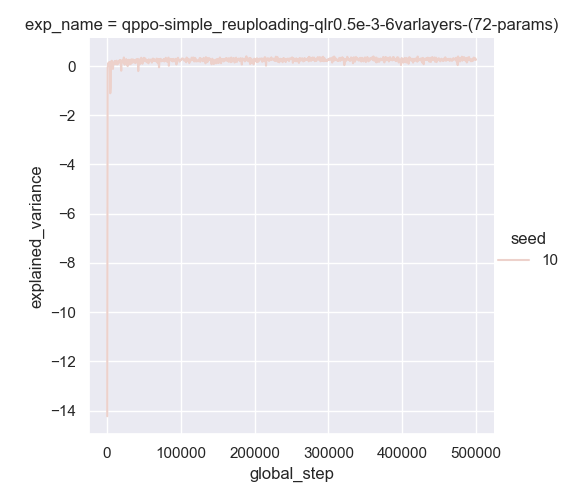 exp_name = qppo-simple_reuploading-qlr0.5e-3-6varlayers-(72-params)
0
−2
−4
−6
−8
−10
−12
−14
explained_variance
seed
10
0 100000 200000 300000 400000 500000
global_step